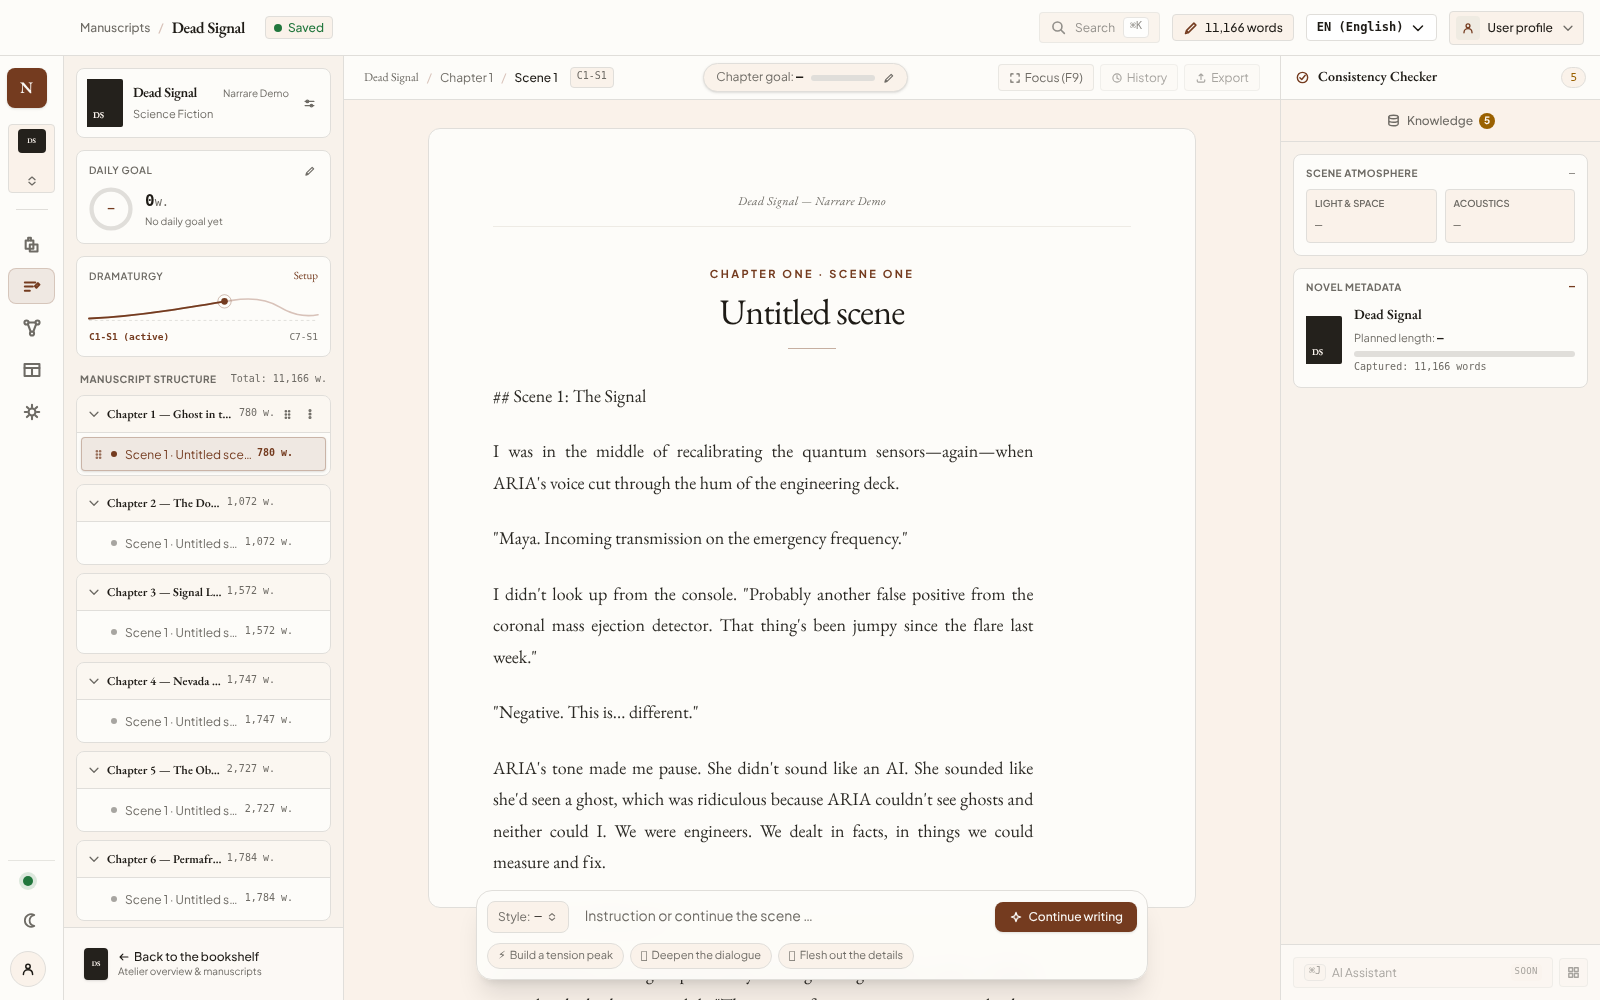 Manuscripts / Dead Signal Saved
Search ⌘K
11,166 words
EN (English)
User profile
N
DS
DS
Dead Signal Narrare Demo
Science Fiction
DAILY GOAL
–
0w.
No daily goal yet
DRAMATURGY Setup
C1-S1 (active) C7-S1
MANUSCRIPT STRUCTURE Total: 11,166 w.
Chapter 1 — Ghost in t... 780 w.
Scene 1 · Untitled sce... 780 w.
Chapter 2 — The Do... 1,072 w.
Scene 1 · Untitled s... 1,072 w.
Chapter 3 — Signal L... 1,572 w.
Scene 1 · Untitled s... 1,572 w.
Chapter 4 — Nevada ... 1,747 w.
Scene 1 · Untitled s... 1,747 w.
Chapter 5 — The Ob... 2,727 w.
Scene 1 · Untitled s... 2,727 w.
Chapter 6 — Permafr... 1,784 w.
Scene 1 · Untitled s... 1,784 w.
DS
← Back to the bookshelf
Atelier overview & manuscripts
Dead Signal / Chapter 1 / Scene 1 C1-S1
Chapter goal: –
Focus (F9)
History
Export
Dead Signal — Narrare Demo
CHAPTER ONE · SCENE ONE
Untitled scene
## Scene 1: The Signal
I was in the middle of recalibrating the quantum sensors—again—when
ARIA's voice cut through the hum of the engineering deck.
"Maya. Incoming transmission on the emergency frequency."
I didn't look up from the console. "Probably another false positive from the
coronal mass ejection detector. That thing's been jumpy since the flare last
week."
"Negative. This is... different."
ARIA's tone made me pause. She didn't sound like an AI. She sounded like
she'd seen a ghost, which was ridiculous because ARIA couldn't see ghosts and
neither could I. We were engineers. We dealt in facts, in things we could
measure and fix.
Style: –
Instruction or continue the scene ...
Continue writing
⚡ Build a tension peak
Deepen the dialogue
Flesh out the details
Consistency Checker 5
Knowledge 5
SCENE ATMOSPHERE –
LIGHT & SPACE
–
ACOUSTICS
–
NOVEL METADATA –
DS
Dead Signal
Planned length: –
Captured: 11,166 words
⌘J AI Assistant SOON